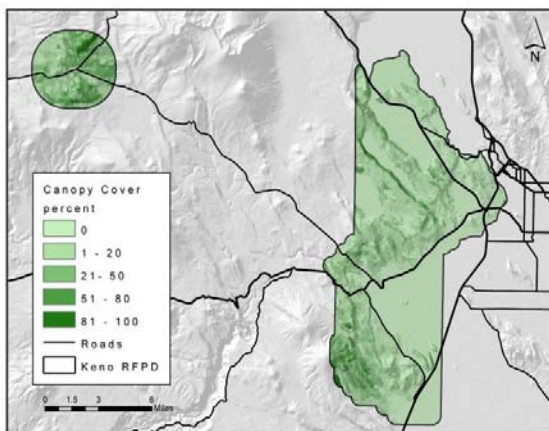 N
Canopy Cover
percent
0
1 - 20
21- 50
51 - 80
81 - 100
Roads
Keno RFPD
0 1.5 3 6
Miles